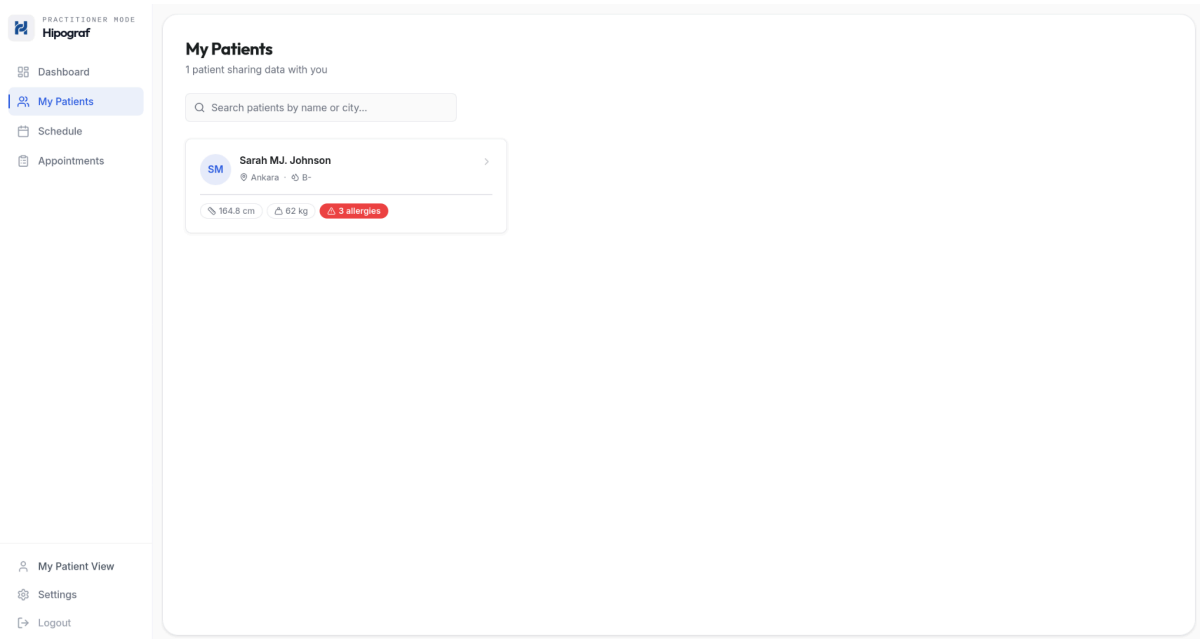 PRACTITIONER MODE
Hipograf
Dashboard
My Patients
Schedule
Appointments
My Patient View
Settings
Logout
My Patients
1 patient sharing data with you
Search patients by name or city...
SM
Sarah MJ. Johnson
Ankara · B-
164.8 cm 62 kg 3 allergies